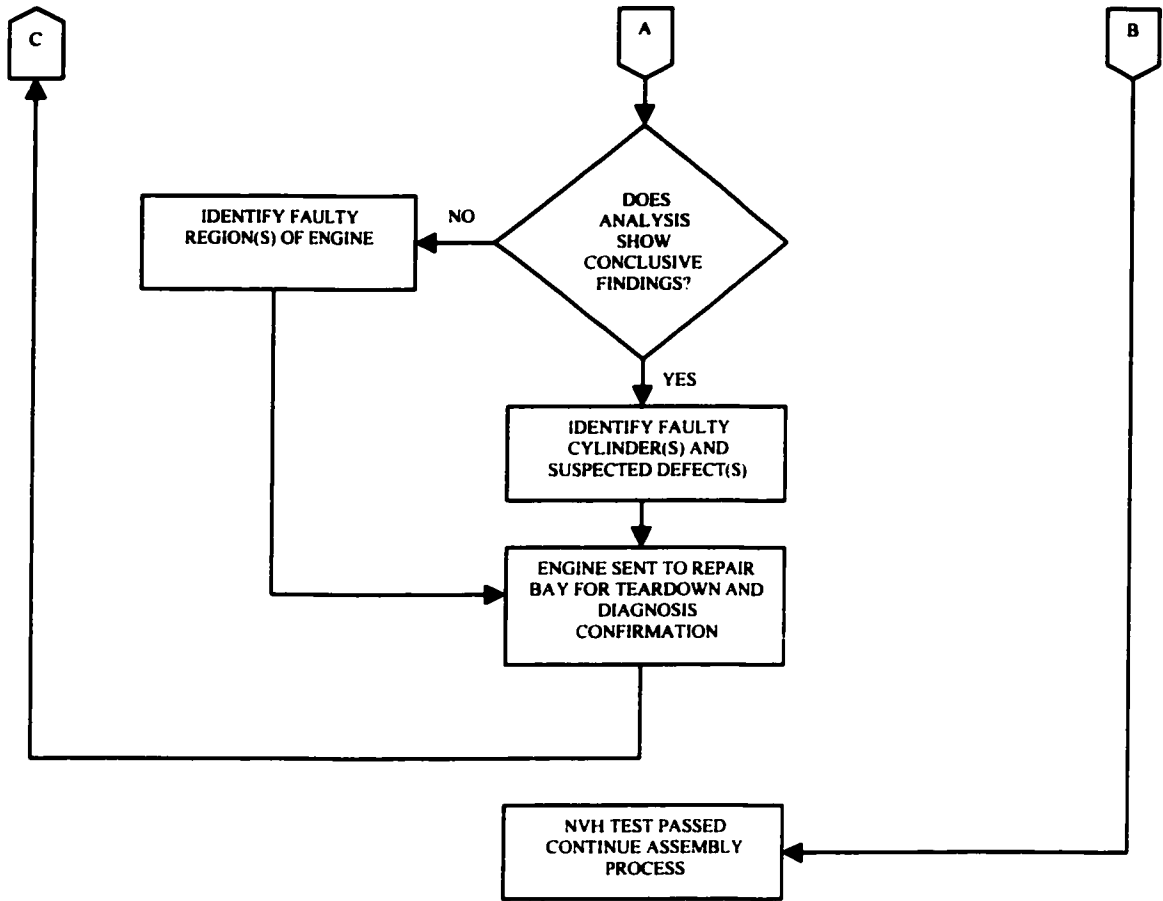 C
A
B
DOES
ANALYSIS
SHOW
CONCLUSIVE
FINDINGS?
NO
IDENTIFY FAULTY
REGION(S) OF ENGINE
YES
IDENTIFY FAULTY
CYLINDER(S) AND
SUSPECTED DEFECT(S)
ENGINE SENT TO REPAIR
BAY FOR TEARDOWN AND
DIAGNOSIS
CONFIRMATION
NVH TEST PASSED
CONTINUE ASSEMBLY
PROCESS